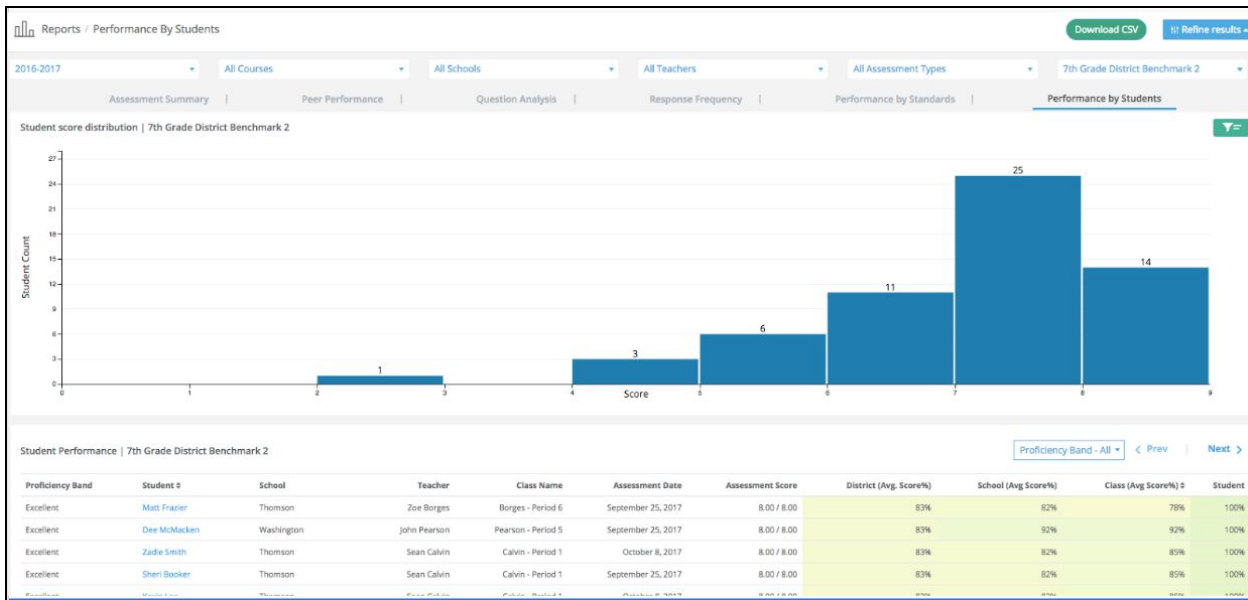 Reports / Performance By Students
Download CSV
Refine results
2016-2017
All Courses
All Schools
All Teachers
All Assessment Types
7th Grade District Benchmark 2
Assessment Summary | Peer Performance | Question Analysis | Response Frequency | Performance by Standards | Performance by Students
Student score distribution | 7th Grade District Benchmark 2
27
24
21
18
15
12
9
6
3
0
Student Count
1
3
6
11
25
14
0 1 2 3 4 5 6 7 8 9
Score
Student Performance | 7th Grade District Benchmark 2
Proficiency Band - All
< Prev | Next >
Proficiency Band Student School Teacher Class Name Assessment Date Assessment Score District (Avg. Score%) School (Avg Score%) Class (Avg Score%) Student
Excellent Matt Frazier Thomson Zoe Borges Borges - Period 6 September 25, 2017 8.00 / 8.00 83% 82% 78% 100%
Excellent Dee McMacken Washington John Pearson Pearson - Period 5 September 25, 2017 8.00 / 8.00 83% 92% 92% 100%
Excellent Zadie Smith Thomson Sean Calvin Calvin - Period 1 October 8, 2017 8.00 / 8.00 83% 82% 85% 100%
Excellent Sheri Booker Thomson Sean Calvin Calvin - Period 1 September 25, 2017 8.00 / 8.00 83% 82% 85% 100%